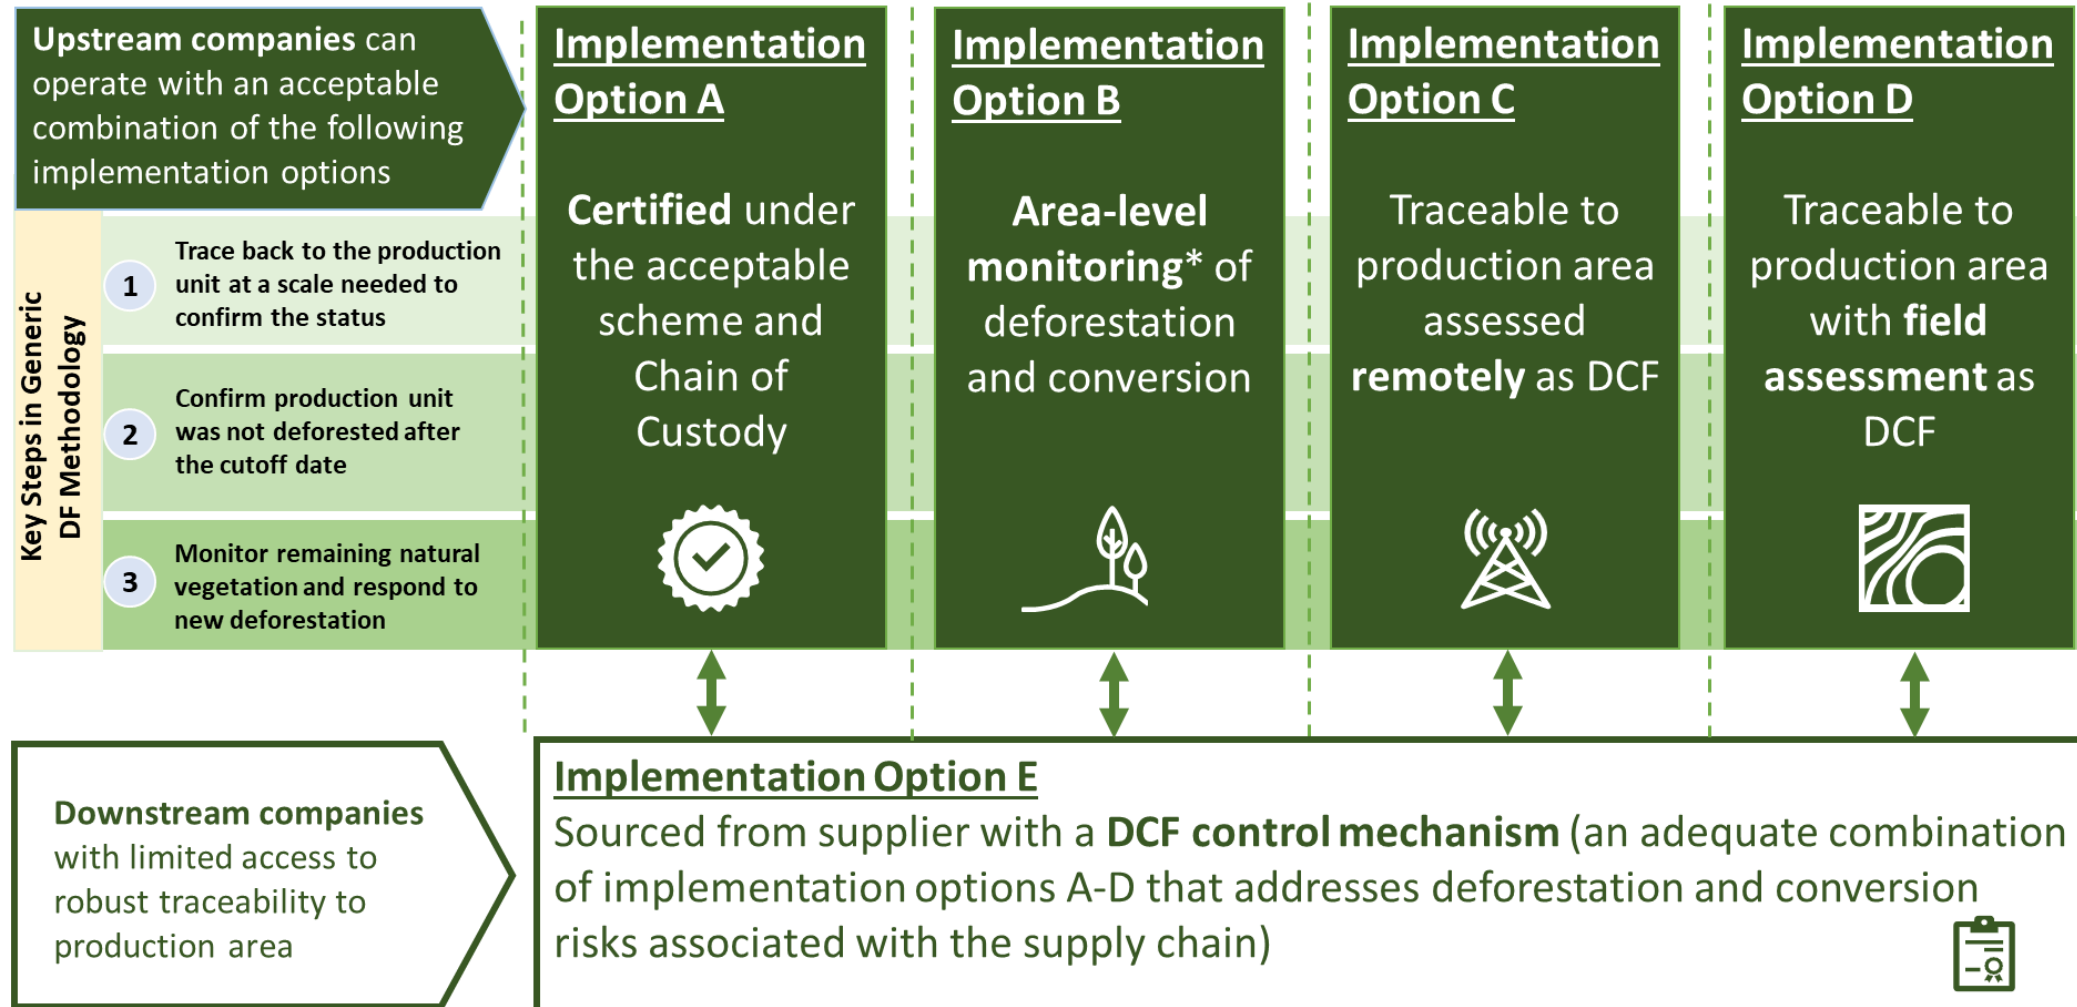 Upstream companies can
operate with an acceptable
combination of the following
implementation options
Key Steps in Generic
DF Methodology
1
Trace back to the production
unit at a scale needed to
confirm the status
2
Confirm production unit
was not deforested after
the cutoff date
3
Monitor remaining natural
vegetation and respond to
new deforestation
Implementation
Option A
Certified under
the acceptable
scheme and
Chain of
Custody
Implementation
Option B
Area-level
monitoring* of
deforestation
and conversion
Implementation
Option C
Traceable to
production area
assessed
remotely as DCF
Implementation
Option D
Traceable to
production area
with field
assessment as
DCF
Downstream companies
with limited access to
robust traceability to
production area
Implementation Option E
Sourced from supplier with a DCF control mechanism (an adequate combination
of implementation options A-D that addresses deforestation and conversion
risks associated with the supply chain)